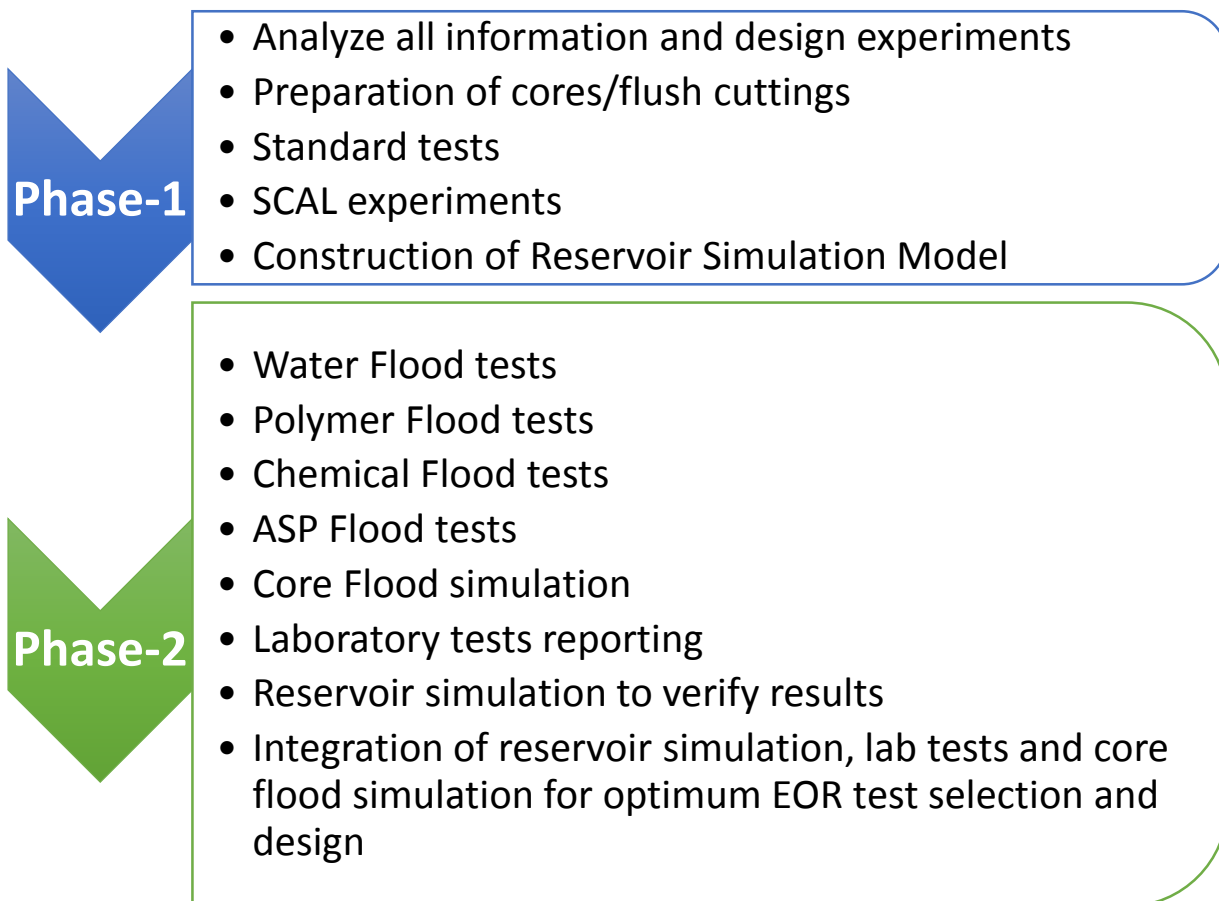 Phase-1
• Analyze all information and design experiments
• Preparation of cores/flush cuttings
• Standard tests
• SCAL experiments
• Construction of Reservoir Simulation Model
Phase-2
• Water Flood tests
• Polymer Flood tests
• Chemical Flood tests
• ASP Flood tests
• Core Flood simulation
• Laboratory tests reporting
• Reservoir simulation to verify results
• Integration of reservoir simulation, lab tests and core
flood simulation for optimum EOR test selection and
design